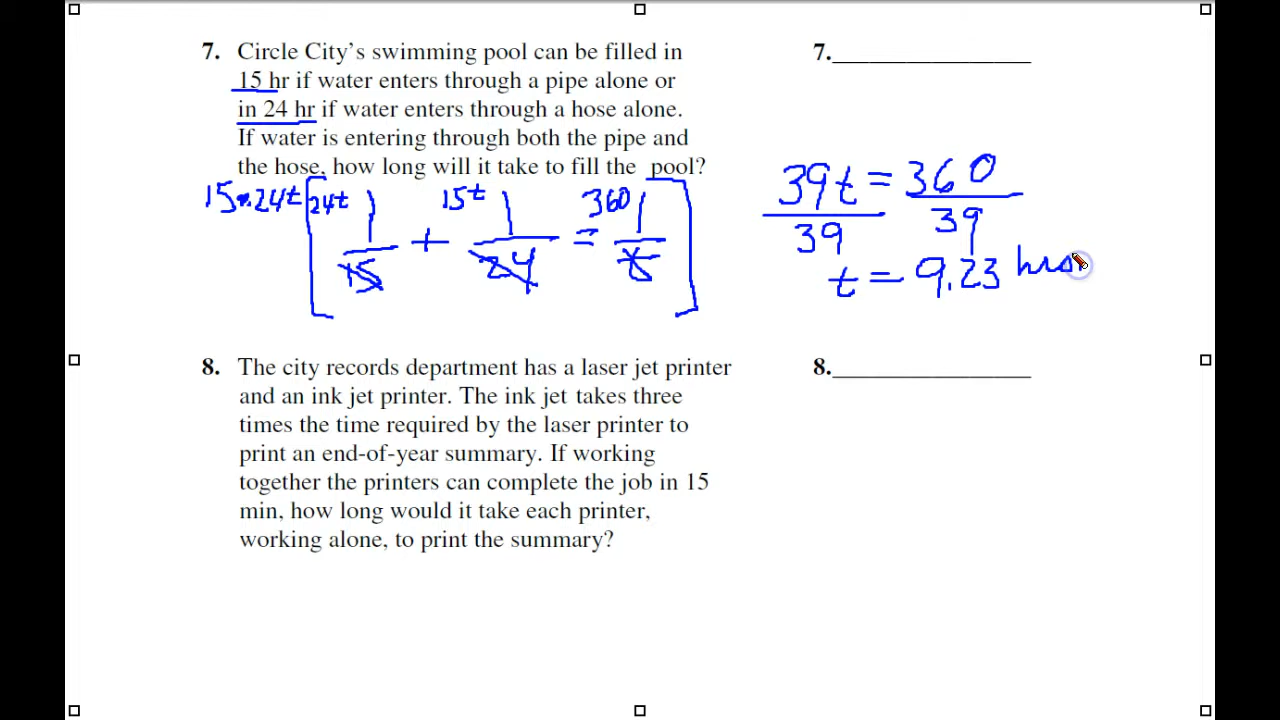 7. Circle City's swimming pool can be filled in
15 hr if water enters through a pipe alone or
in 24 hr if water enters through a hose alone.
If water is entering through both the pipe and
the hose, how long will it take to fill the pool?
7.
15·24t [ 24t 1/15 + 15t 1/24 = 360 1/t ]
39t = 360
39 39
t = 9.23 hrs.
8. The city records department has a laser jet printer
and an ink jet printer. The ink jet takes three
times the time required by the laser printer to
print an end-of-year summary. If working
together the printers can complete the job in 15
min, how long would it take each printer,
working alone, to print the summary?
8.